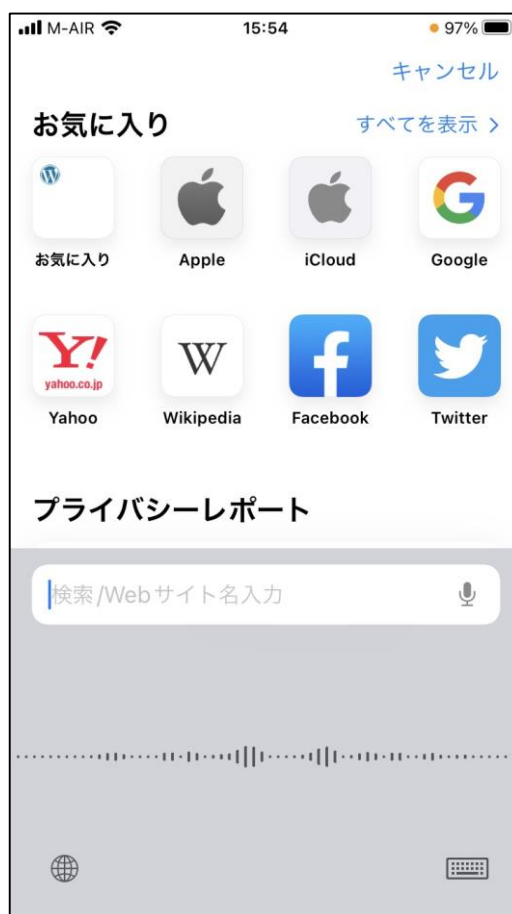 M-AIR 15:54 97%
キャンセル
お気に入り すべてを表示 >
お気に入り Apple iCloud Google
Y!
yahoo.co.jp
W
Yahoo Wikipedia Facebook Twitter
プライバシーレポート
検索/Webサイト名入力